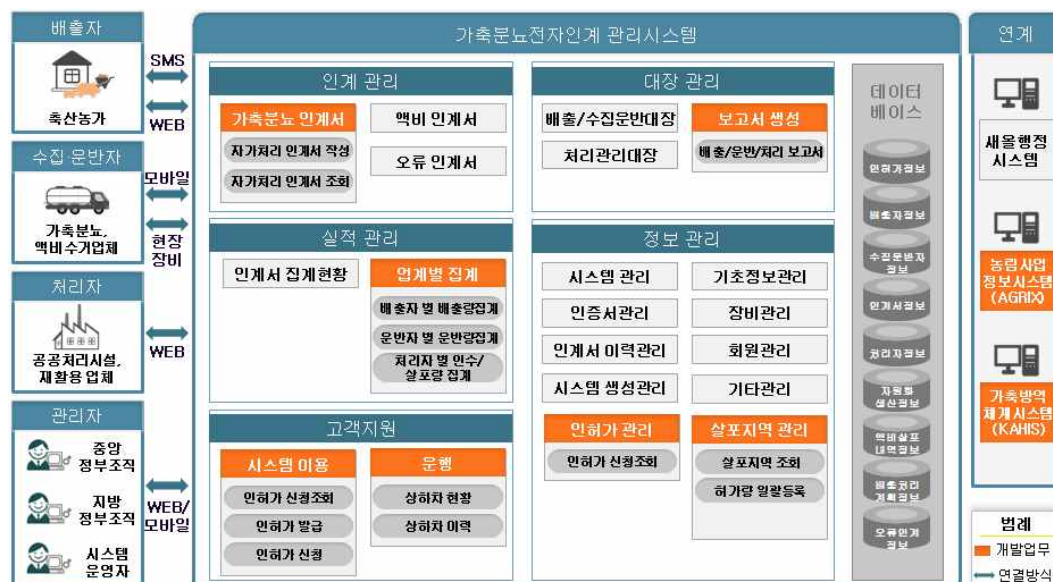 배출자
축산농가
수집·운반자
가축분뇨,
액비수거업체
처리자
공공처리시설,
재활용 업체
관리자
중앙
정부조직
지방
정부조직
시스템
운영자
SMS
WEB
모바일
현장
장비
WEB
WEB/
모바일
가축분뇨전자인계 관리시스템
인계 관리
가축분뇨 인계서
자가처리 인계서 작성
자가처리 인계서 조회
액비 인계서
오류 인계서
대장 관리
배출/수집운반대장
처리관리대장
보고서 생성
배출/운반/처리 보고서
실적 관리
인계서 집계현황
업계별 집계
배출자 별 배출량집계
운반자 별 운반량집계
처리자 별 인수/
살포량 집계
정보 관리
시스템 관리
기초정보관리
인증서관리
장비관리
인계서 이력관리
회원관리
시스템 생성관리
기타관리
인허가 관리
인허가 신청조회
살포지역 관리
살포지역 조회
허가량 일괄등록
고객지원
시스템 이용
인허가 신청조회
인허가 발급
인허가 신청
운행
상하차 현황
상하차 이력
데이터
베이스
인허가정보
배출자정보
수집운반자
정보
인계서정보
처리자정보
자원화
생산정보
액비살포
내역정보
배출처리
계획정보
오류인계
정보
연계
새올행정
시스템
농림사업
정보시스템
(AGRIX)
가축방역
체계시스템
(KAHIS)
범례
개발업무
연결방식